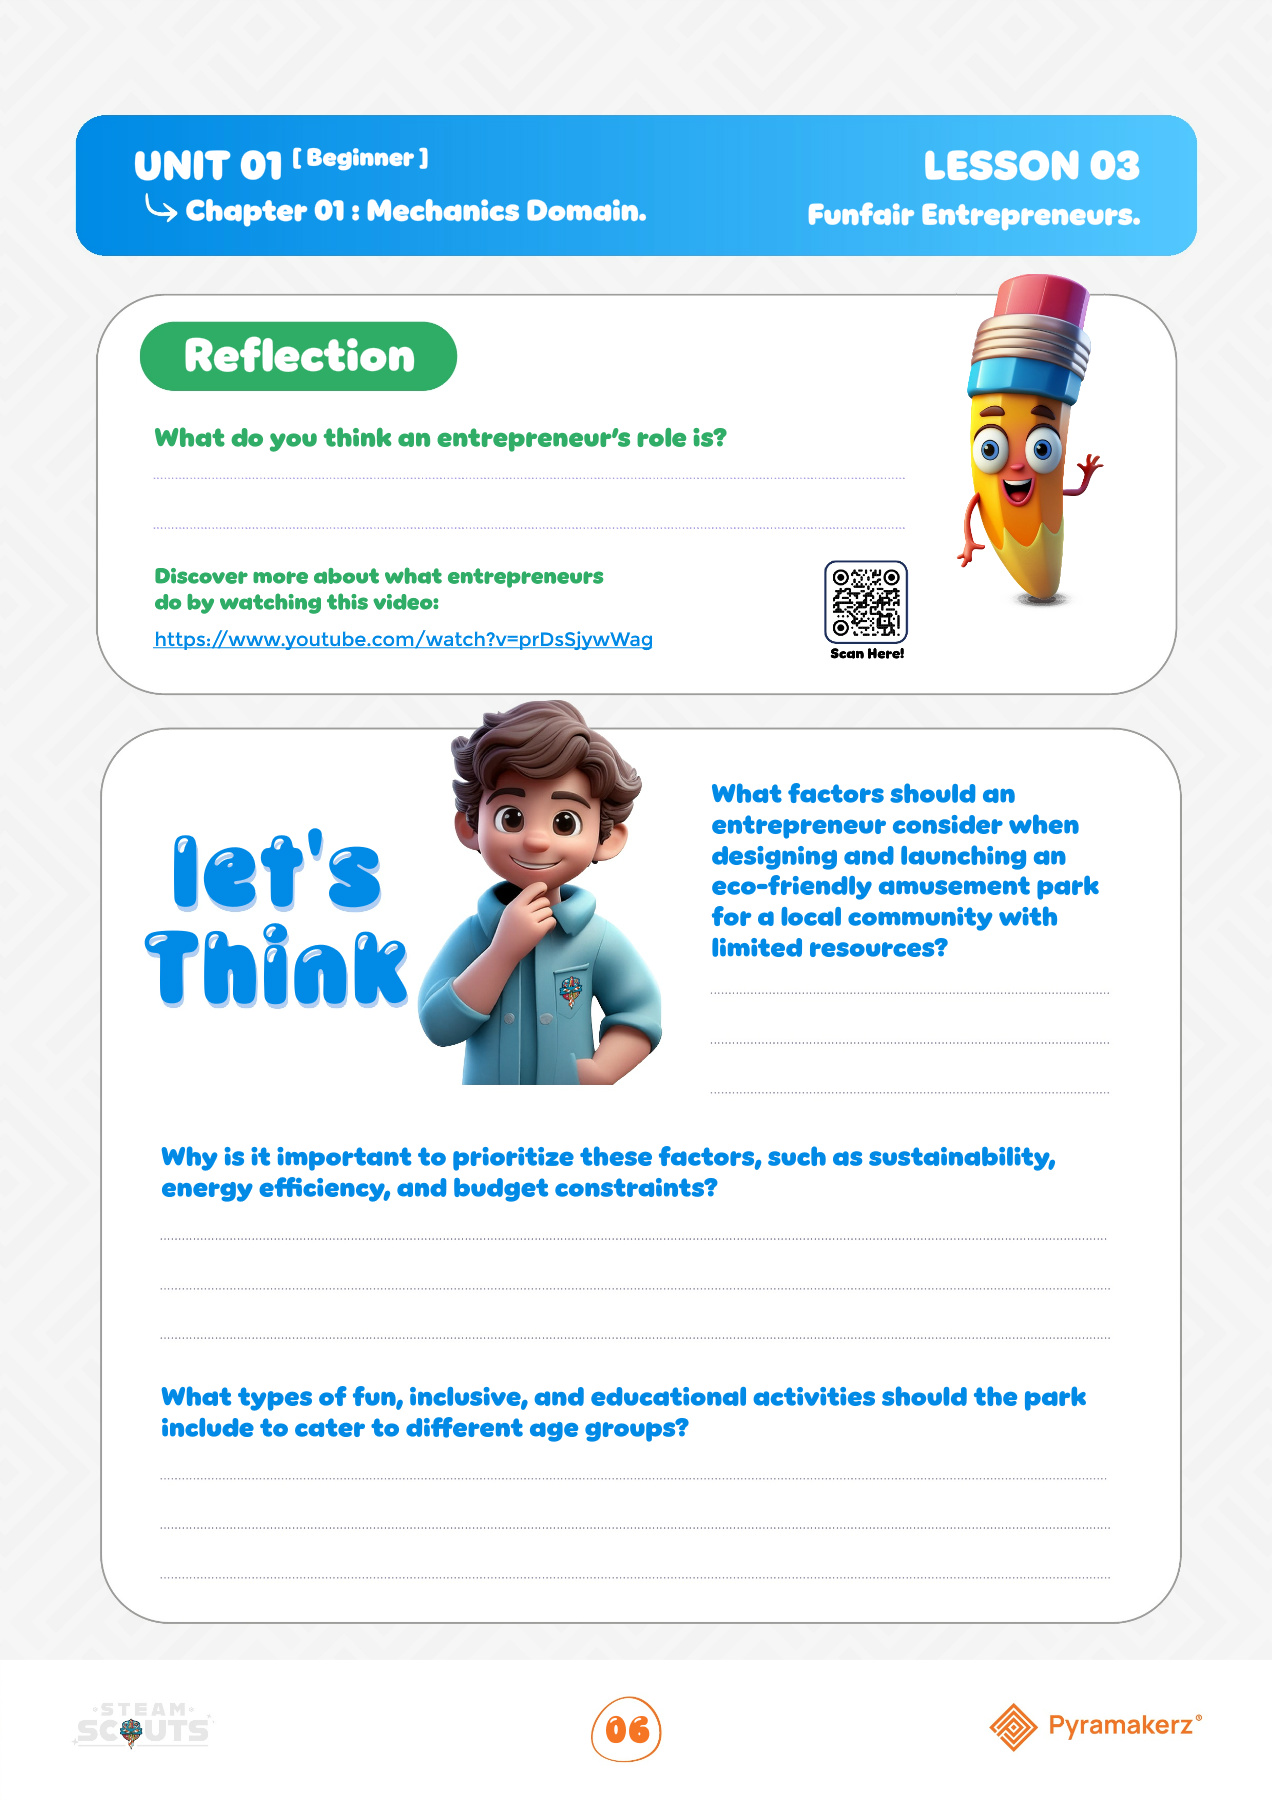 UNIT 01 [ Beginner ]
Chapter 01 : Mechanics Domain.
LESSON 03
Funfair Entrepreneurs.
Reflection
What do you think an entrepreneur's role is?
Discover more about what entrepreneurs
do by watching this video:
https://www.youtube.com/watch?v=prDsSjywWag
Scan Here!
let's
Think
What factors should an
entrepreneur consider when
designing and launching an
eco-friendly amusement park
for a local community with
limited resources?
Why is it important to prioritize these factors, such as sustainability,
energy efficiency, and budget constraints?
What types of fun, inclusive, and educational activities should the park
include to cater to different age groups?
STEAM
SCOUTS
06
Pyramakerz®